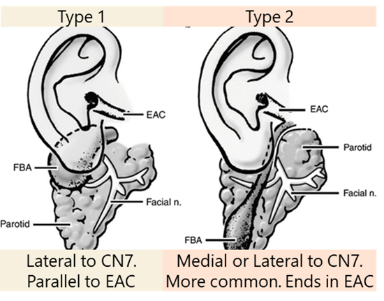 Type 1
Type 2
EAC
FBA
Facial n.
Parotid
EAC
Parotid
Facial n.
FBA
Lateral to CN7.
Parallel to EAC
Medial or Lateral to CN7.
More common. Ends in EAC